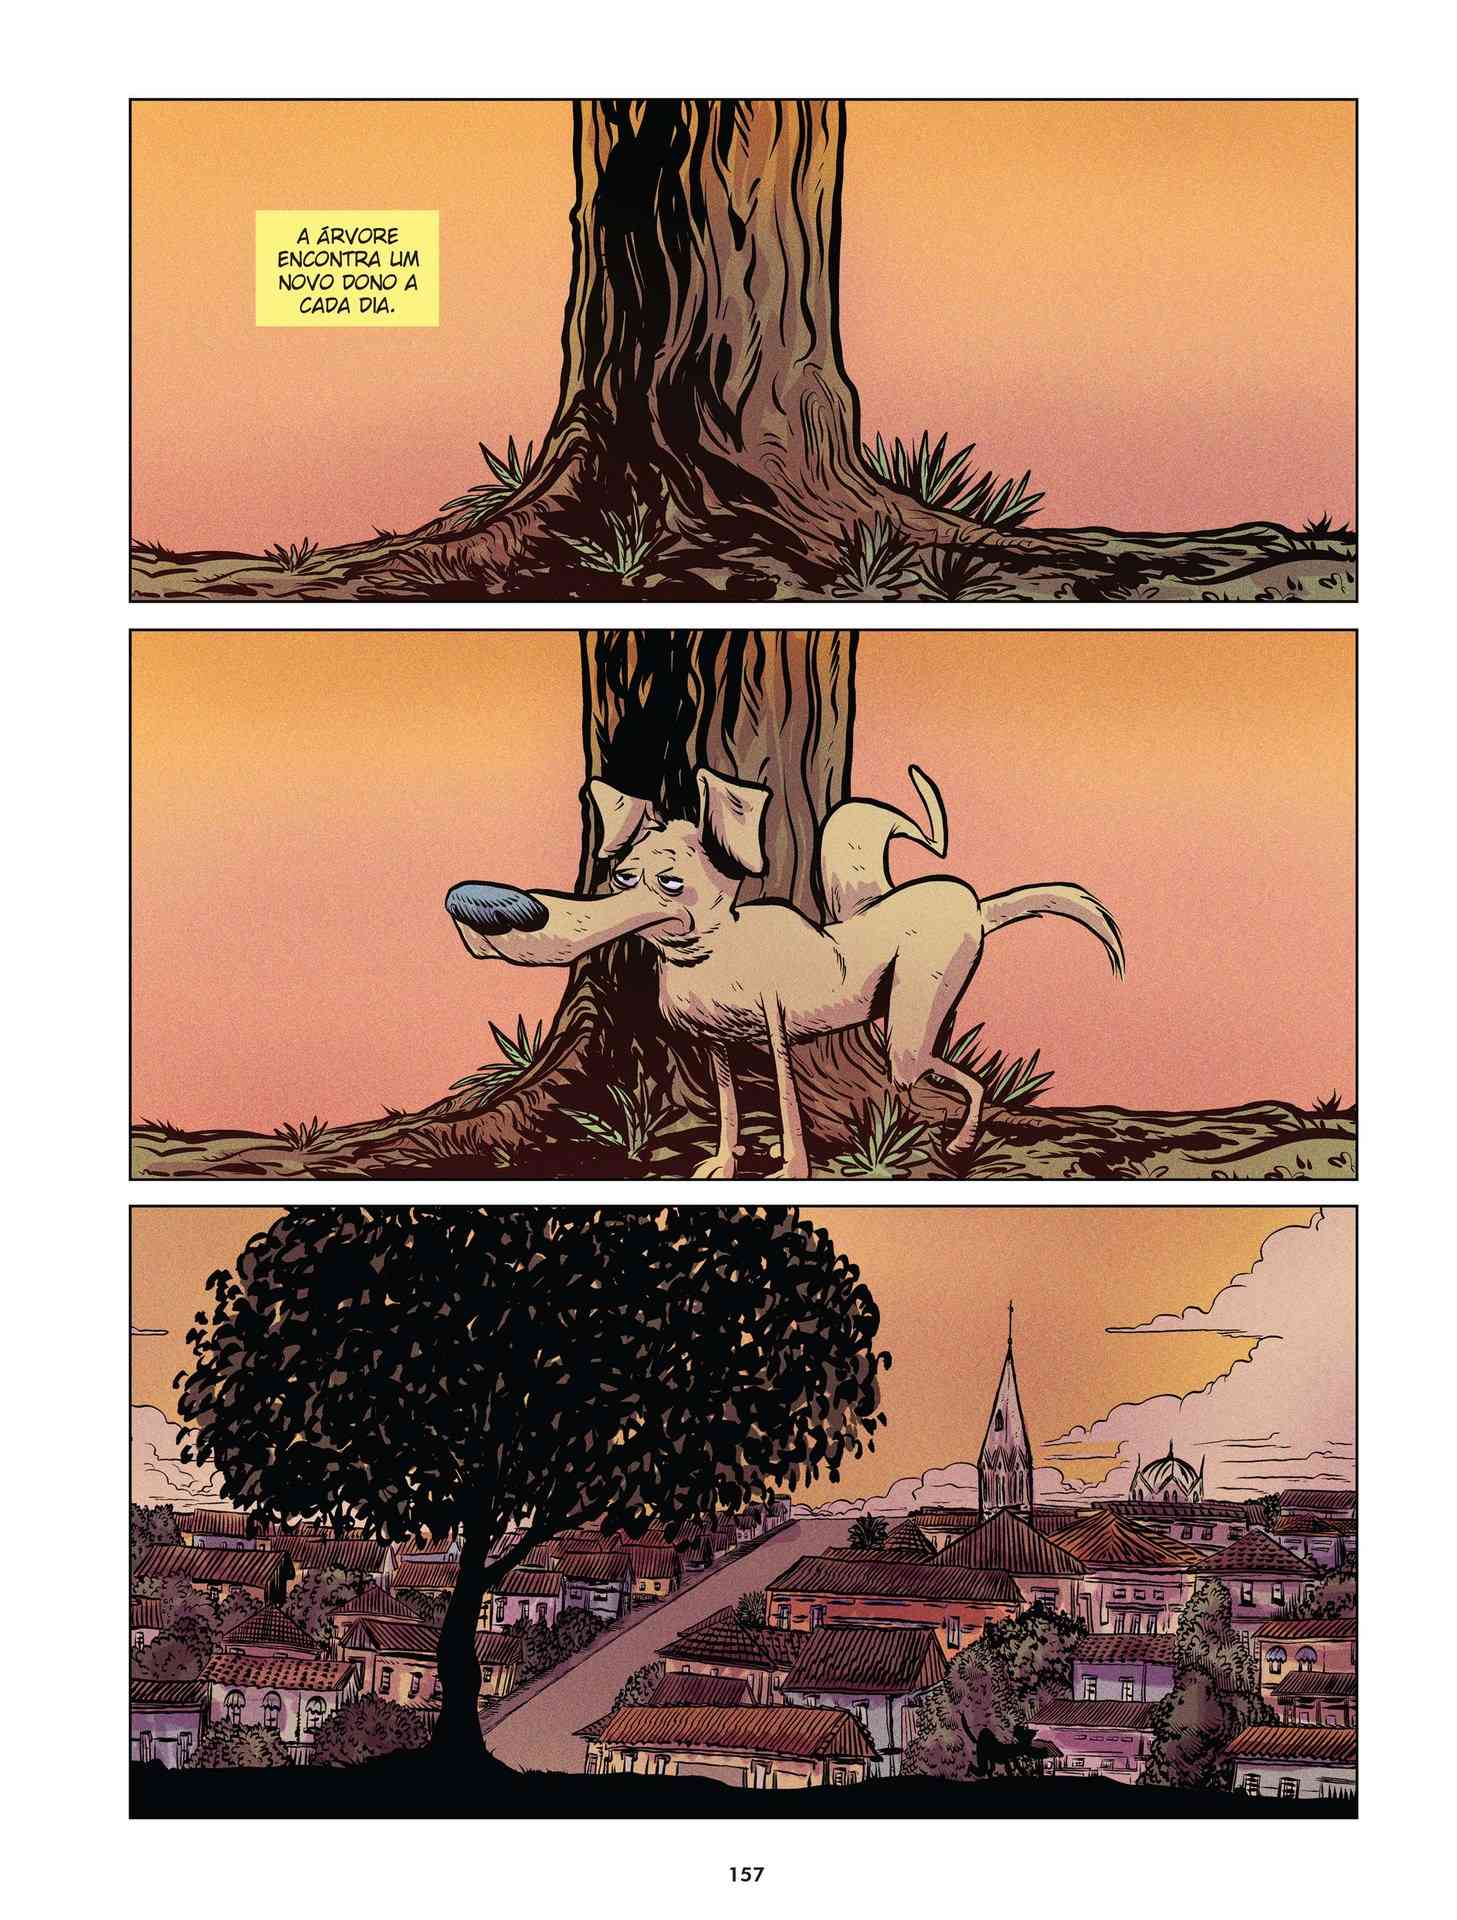 A ÁRVORE
ENCONTRA UM
NOVO DONO A
CADA DIA.
157